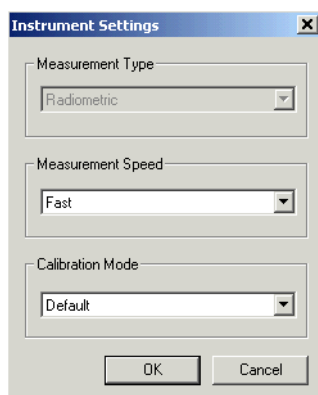 Instrument Settings
Measurement Type
Radiometric
Measurement Speed
Fast
Calibration Mode
Default
OK Cancel